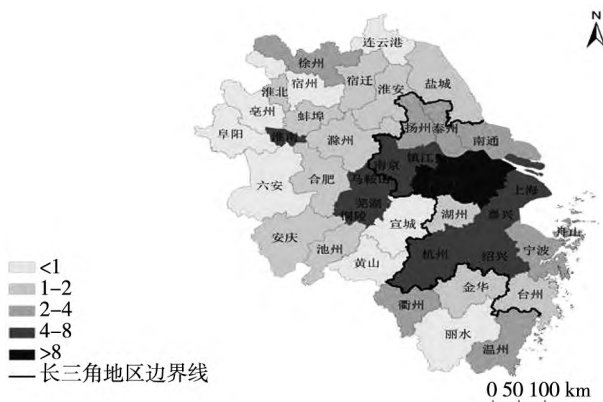 N
连云港
徐州
宿州
宿迁
淮安
盐城
淮北
亳州
蚌埠
扬州
泰州
阜阳
滁州
南通
南京
镇江
六安
合肥
马鞍山
上海
芜湖
铜陵
宣城
湖州
嘉兴
舟山
安庆
池州
黄山
杭州
绍兴
宁波
金华
台州
衢州
丽水
温州
<1
1-2
2-4
4-8
>8
长三角地区边界线
0 50 100 km